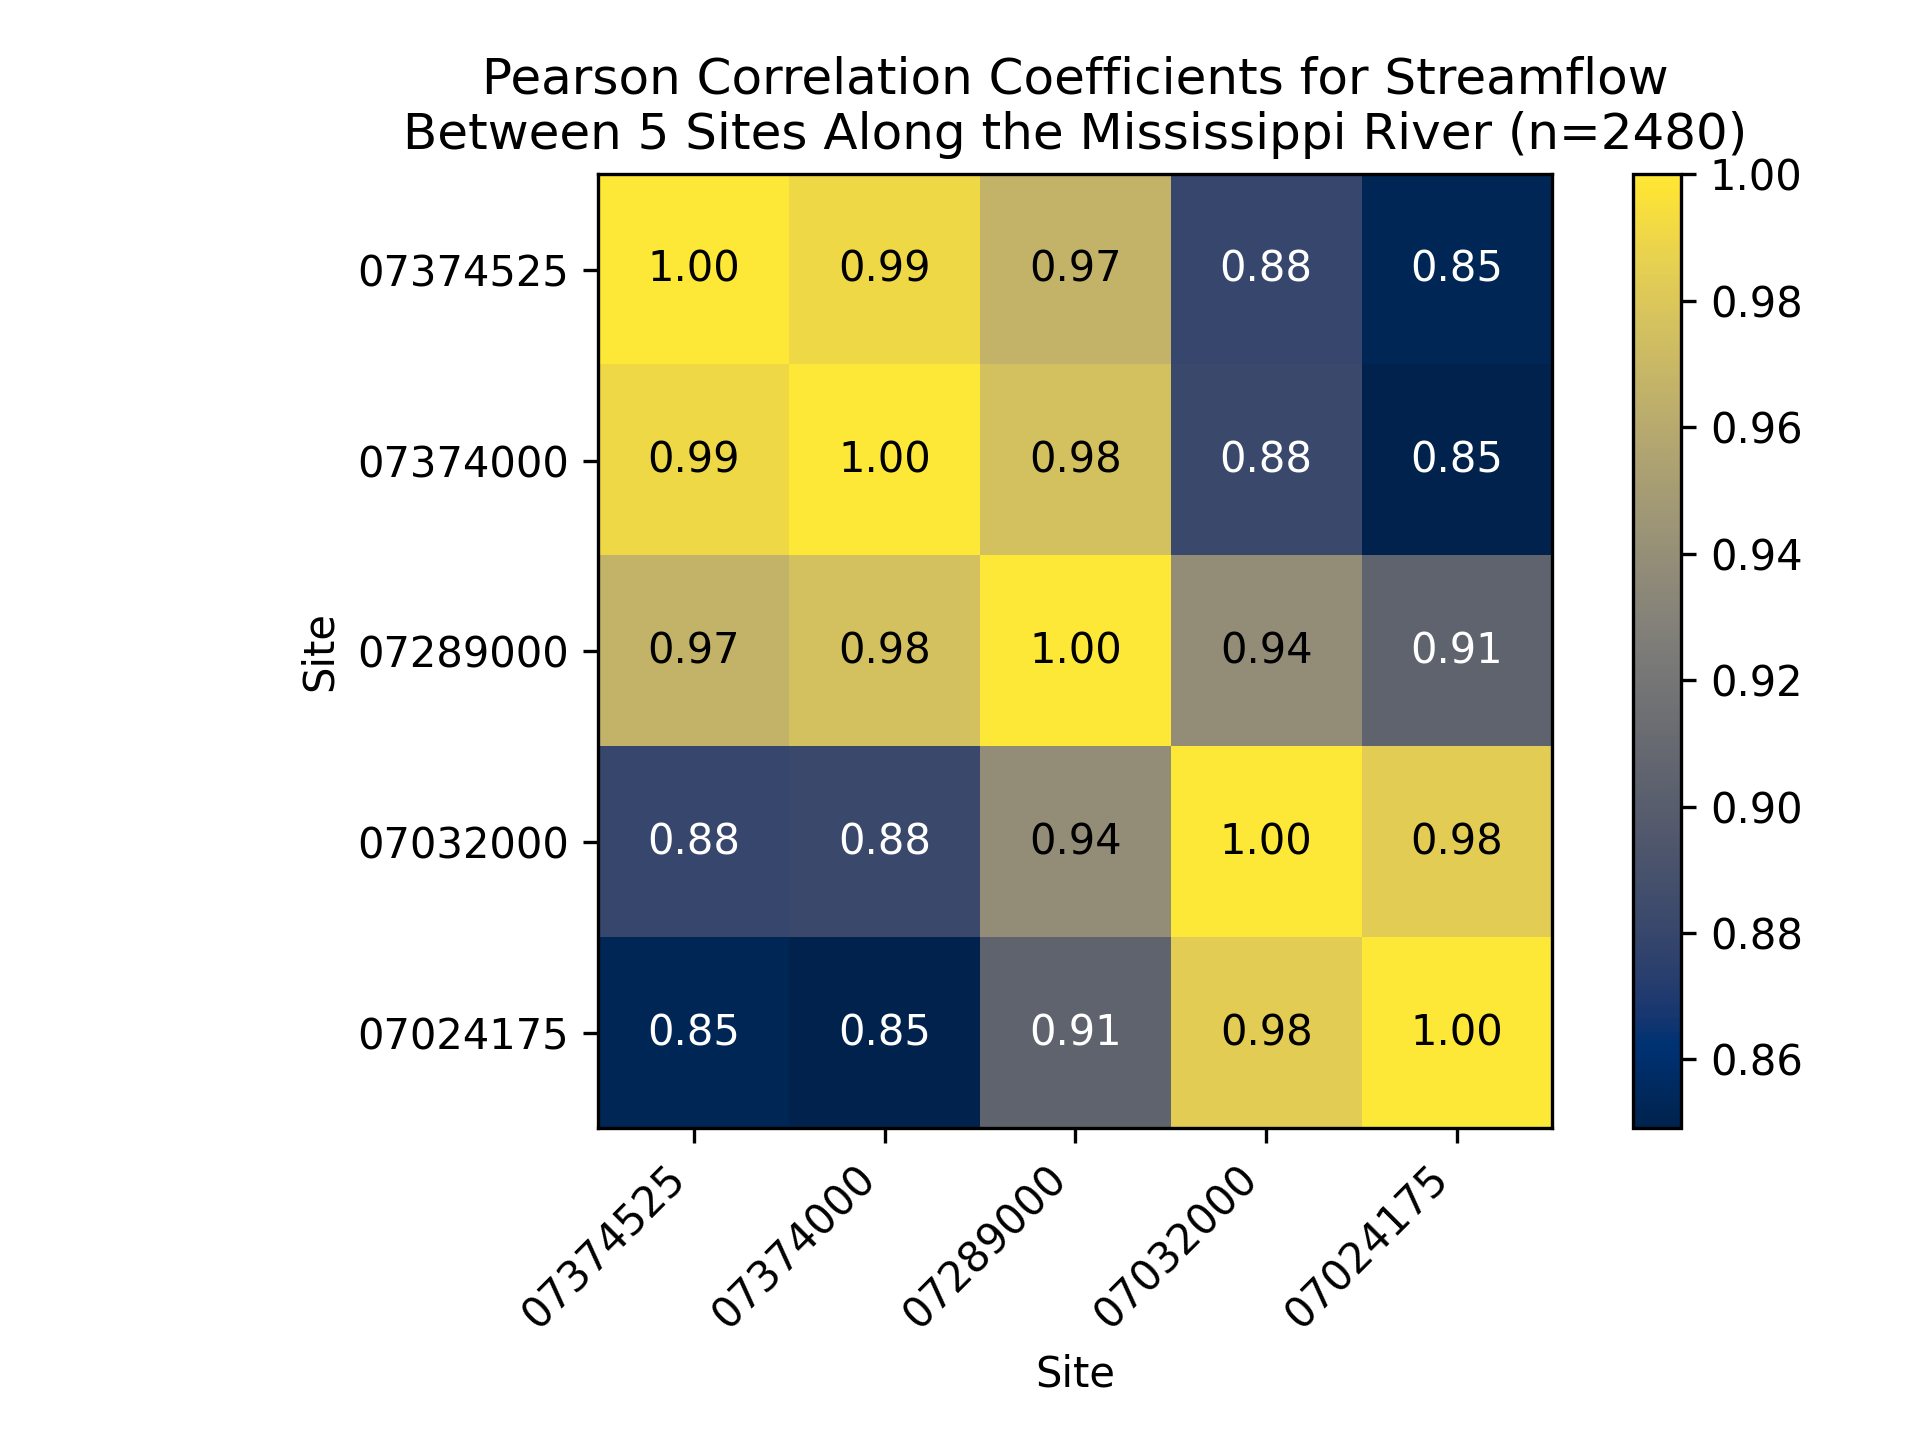 Pearson Correlation Coefficients for Streamflow
Between 5 Sites Along the Mississippi River (n=2480)
1.00
07374525 1.00 0.99 0.97 0.88 0.85
0.98
07374000 0.99 1.00 0.98 0.88 0.85
0.96
0.94
Site
07289000 0.97 0.98 1.00 0.94 0.91
0.92
0.90
07032000 0.88 0.88 0.94 1.00 0.98
0.88
07024175 0.85 0.85 0.91 0.98 1.00
0.86
07374525 07374000 07289000 07032000 07024175
Site